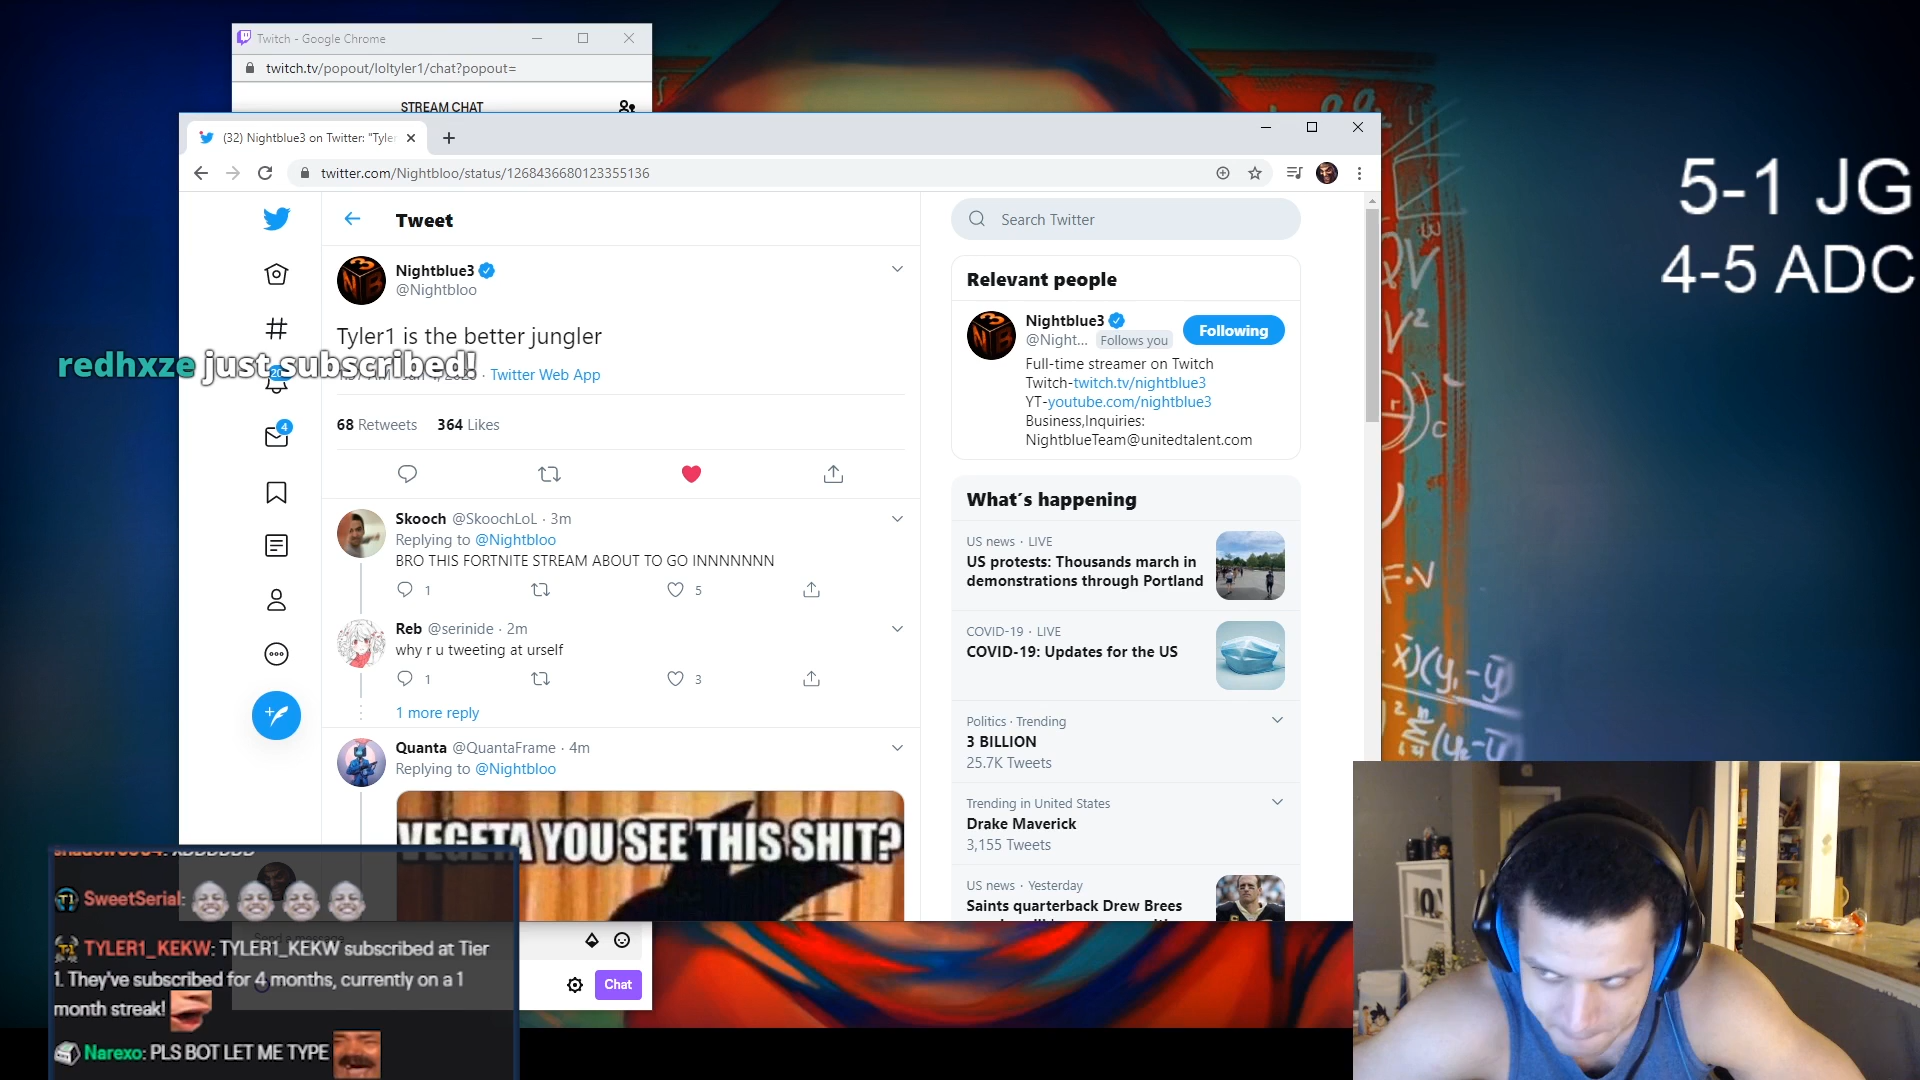 Twitch - Google Chrome
twitch.tv/popout/loltyler1/chat?popout=
STREAM CHAT
(32) Nightblue3 on Twitter: "Tyler
twitter.com/Nightbloo/status/1268436680123355136
5-1 JG
4-5 ADC
Tweet
Search Twitter
Nightblue3
@Nightbloo
Tyler1 is the better jungler
redhxze just subscribed!
· Twitter Web App
68 Retweets 364 Likes
20
4
Relevant people
Nightblue3
@Night... Follows you
Following
Full-time streamer on Twitch
Twitch-twitch.tv/nightblue3
YT-youtube.com/nightblue3
Business,Inquiries:
NightblueTeam@unitedtalent.com
Skooch @SkoochLoL · 3m
Replying to @Nightbloo
BRO THIS FORTNITE STREAM ABOUT TO GO INNNNNNN
1 5
Reb @serinide · 2m
why r u tweeting at urself
1 3
1 more reply
Quanta @QuantaFrame · 4m
Replying to @Nightbloo
VEGETA YOU SEE THIS SHIT?
What's happening
US news · LIVE
US protests: Thousands march in
demonstrations through Portland
COVID-19 · LIVE
COVID-19: Updates for the US
Politics · Trending
3 BILLION
25.7K Tweets
Trending in United States
Drake Maverick
3,155 Tweets
US news · Yesterday
Saints quarterback Drew Brees
SweetSerial:
TYLER1_KEKW: TYLER1_KEKW subscribed at Tier
1. They've subscribed for 4 months, currently on a 1
month streak!
Narexo: PLS BOT LET ME TYPE
Chat